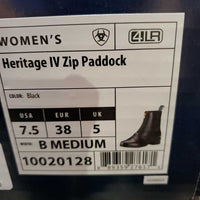 WOMEN'S
4LR
Heritage IV Zip Paddock
COLOR: Black
USA EUR UK
7.5 38 5
WIDTH: B MEDIUM
10020128